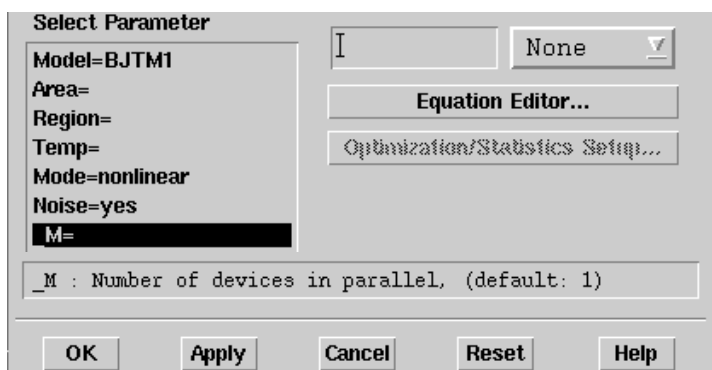 Select Parameter
Model=BJTM1
Area=
Region=
Temp=
Mode=nonlinear
Noise=yes
_M=
None
Equation Editor...
Optimization/Statistics Setup...
_M : Number of devices in parallel, (default: 1)
OK Apply Cancel Reset Help